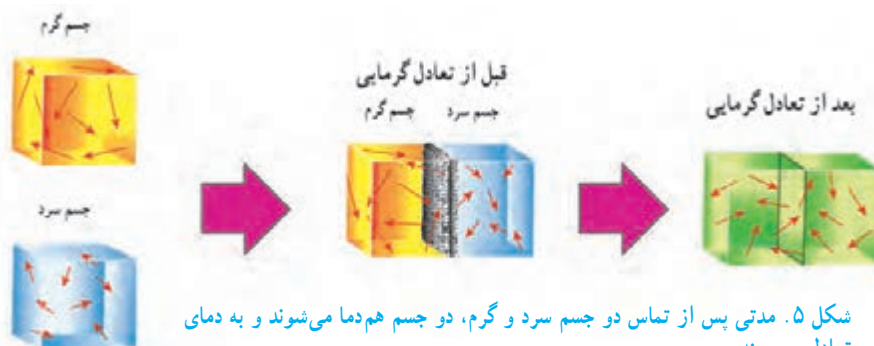 جسم گرم
قبل از تعادل گرمایی
جسم سرد جسم گرم
بعد از تعادل گرمایی
جسم سرد
شکل ۵. مدتی پس از تماس دو جسم سرد و گرم، دو جسم هم‌دما می‌شوند و به دمای